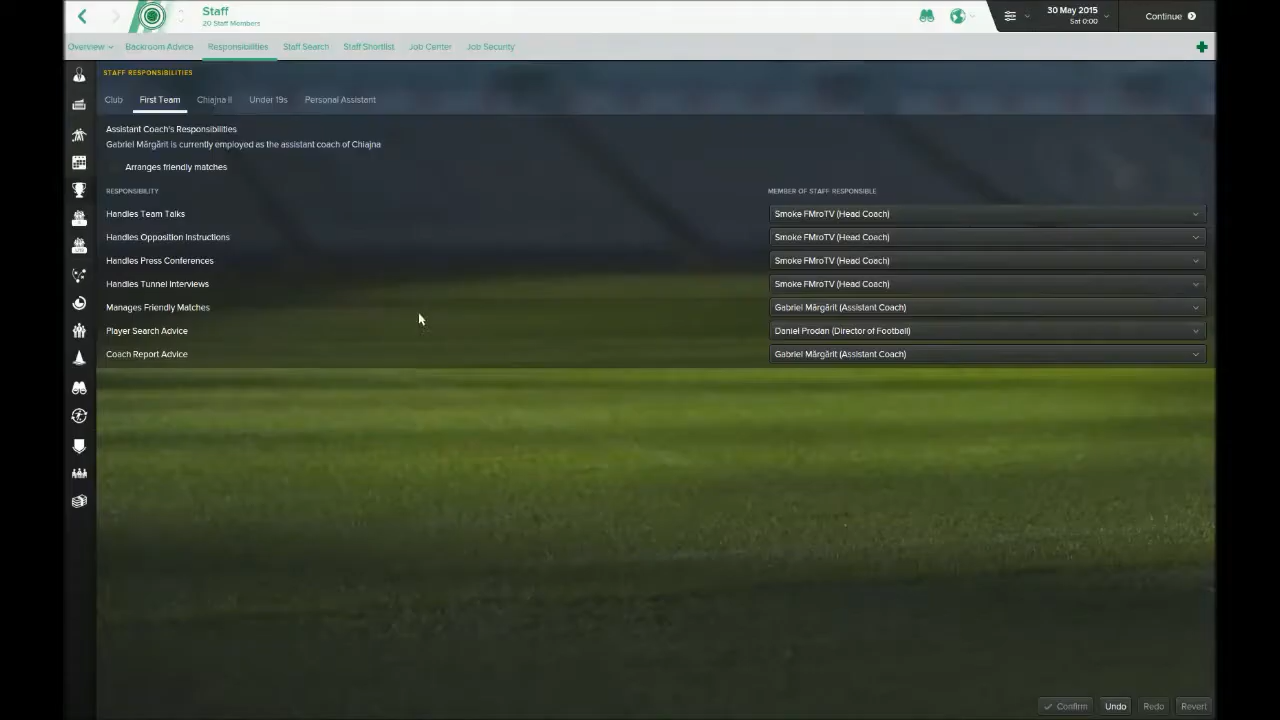 Staff
20 Staff Members
30 May 2015
Sat 0:00
Continue
Overview
Backroom Advice
Responsibilities
Staff Search
Staff Shortlist
Job Center
Job Security
STAFF RESPONSIBILITIES
Club
First Team
Chiajna II
Under 19s
Personal Assistant
Assistant Coach's Responsibilities
Gabriel Mărgărit is currently employed as the assistant coach of Chiajna
Arranges friendly matches
RESPONSIBILITY
MEMBER OF STAFF RESPONSIBLE
Handles Team Talks
Smoke FMroTV (Head Coach)
Handles Opposition Instructions
Smoke FMroTV (Head Coach)
Handles Press Conferences
Smoke FMroTV (Head Coach)
Handles Tunnel Interviews
Smoke FMroTV (Head Coach)
Manages Friendly Matches
Gabriel Mărgărit (Assistant Coach)
Player Search Advice
Daniel Prodan (Director of Football)
Coach Report Advice
Gabriel Mărgărit (Assistant Coach)
Confirm
Undo
Redo
Revert